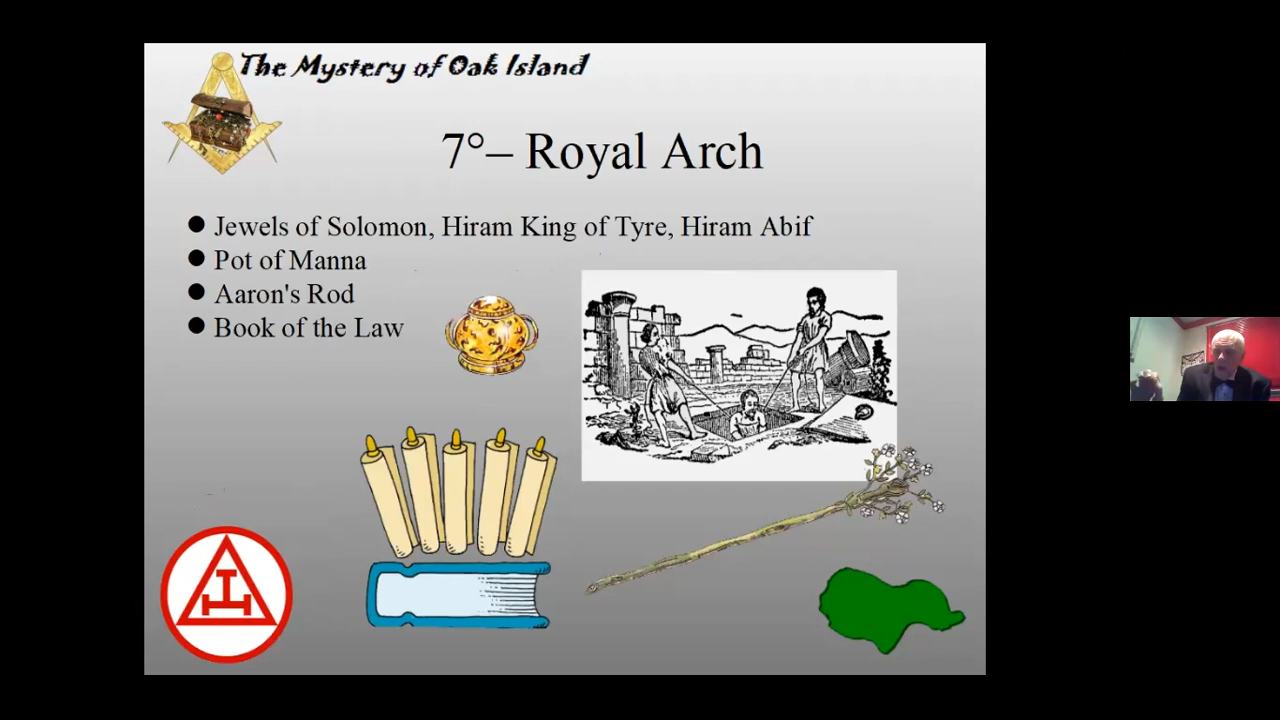 The Mystery of Oak Island
7°– Royal Arch
● Jewels of Solomon, Hiram King of Tyre, Hiram Abif
● Pot of Manna
● Aaron's Rod
● Book of the Law